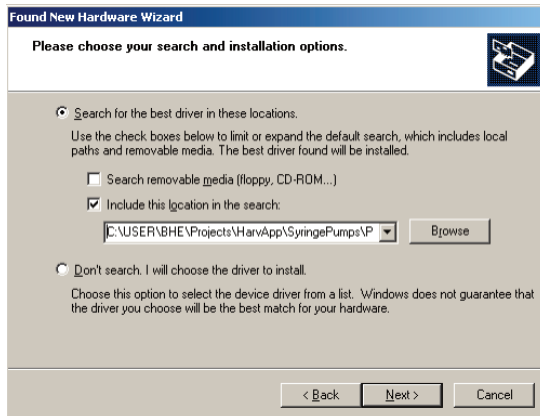 Found New Hardware Wizard
Please choose your search and installation options.
Search for the best driver in these locations.
Use the check boxes below to limit or expand the default search, which includes local
paths and removable media. The best driver found will be installed.
Search removable media (floppy, CD-ROM...)
Include this location in the search:
C:\USER\BHE\Projects\HarvApp\SyringePumps\P
Browse
Don't search. I will choose the driver to install.
Choose this option to select the device driver from a list. Windows does not guarantee that
the driver you choose will be the best match for your hardware.
< Back Next > Cancel